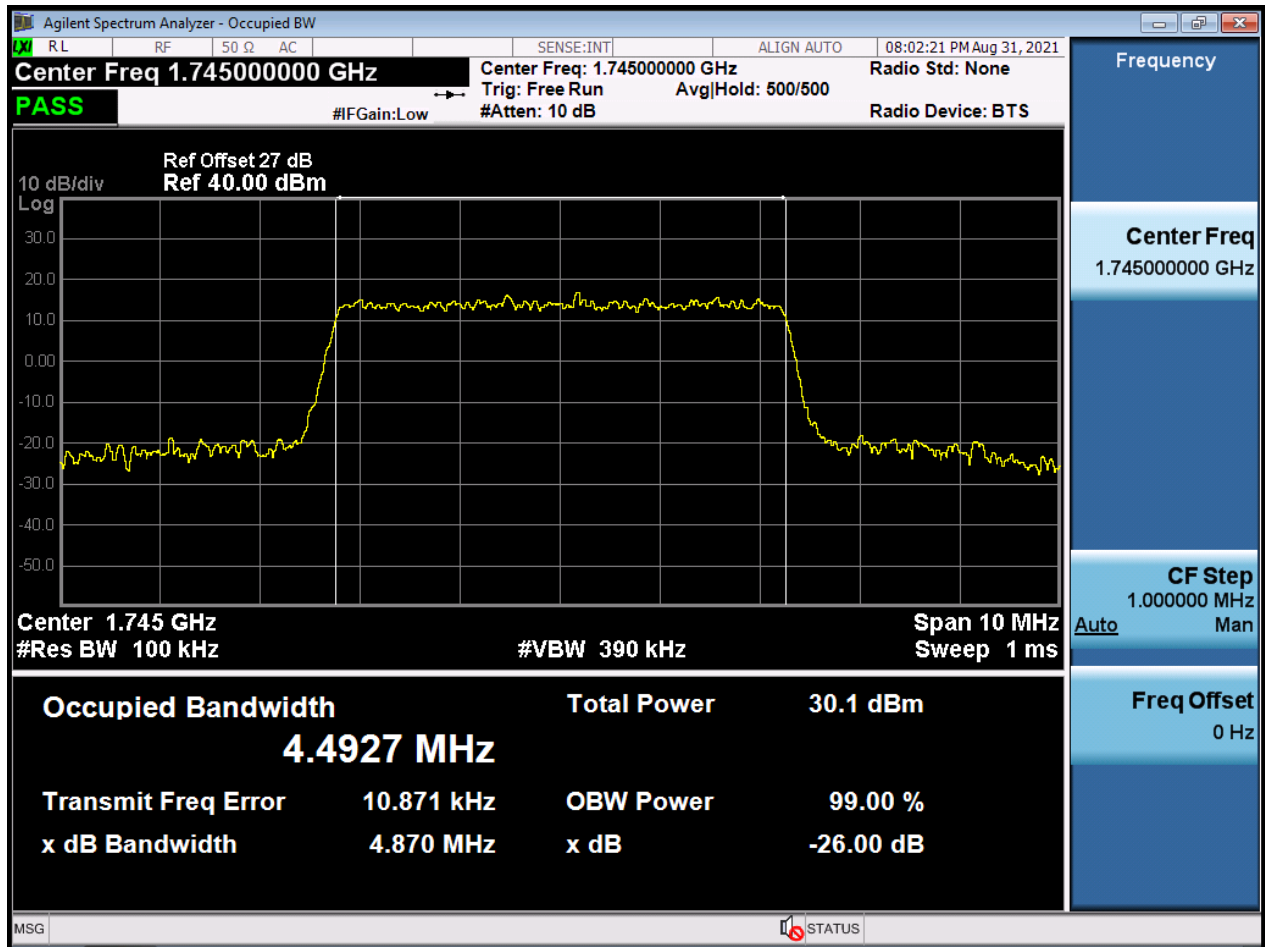 Agilent Spectrum Analyzer - Occupied BW
LXI RL RF 50 Ω AC SENSE:INT ALIGN AUTO 08:02:21 PM Aug 31, 2021
Center Freq 1.745000000 GHz
Center Freq: 1.745000000 GHz Radio Std: None
Trig: Free Run Avg|Hold: 500/500
PASS
#IFGain:Low #Atten: 10 dB Radio Device: BTS
Ref Offset 27 dB
10 dB/div Ref 40.00 dBm
Log
30.0
20.0
10.0
0.00
-10.0
-20.0
-30.0
-40.0
-50.0
Center 1.745 GHz Span 10 MHz
#Res BW 100 kHz #VBW 390 kHz Sweep 1 ms
Occupied Bandwidth Total Power 30.1 dBm
4.4927 MHz
Transmit Freq Error 10.871 kHz OBW Power 99.00 %
x dB Bandwidth 4.870 MHz x dB -26.00 dB
MSG STATUS
Frequency
Center Freq
1.745000000 GHz
CF Step
1.000000 MHz
Auto Man
Freq Offset
0 Hz